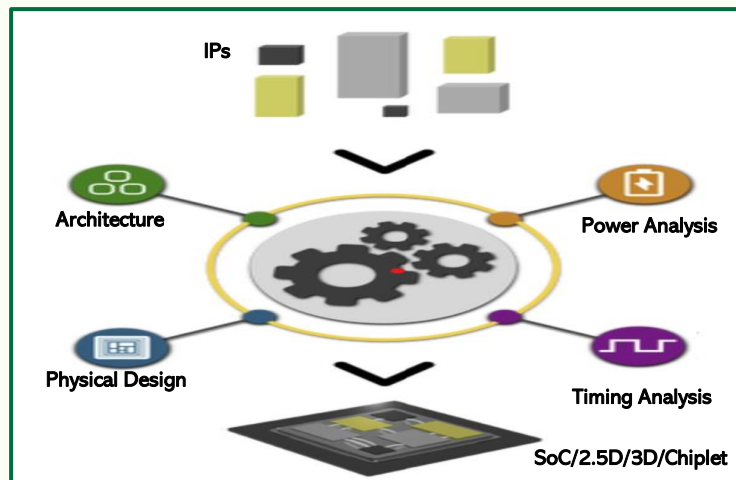 IPs
Architecture
Power Analysis
Physical Design
Timing Analysis
SoC/2.5D/3D/Chiplet